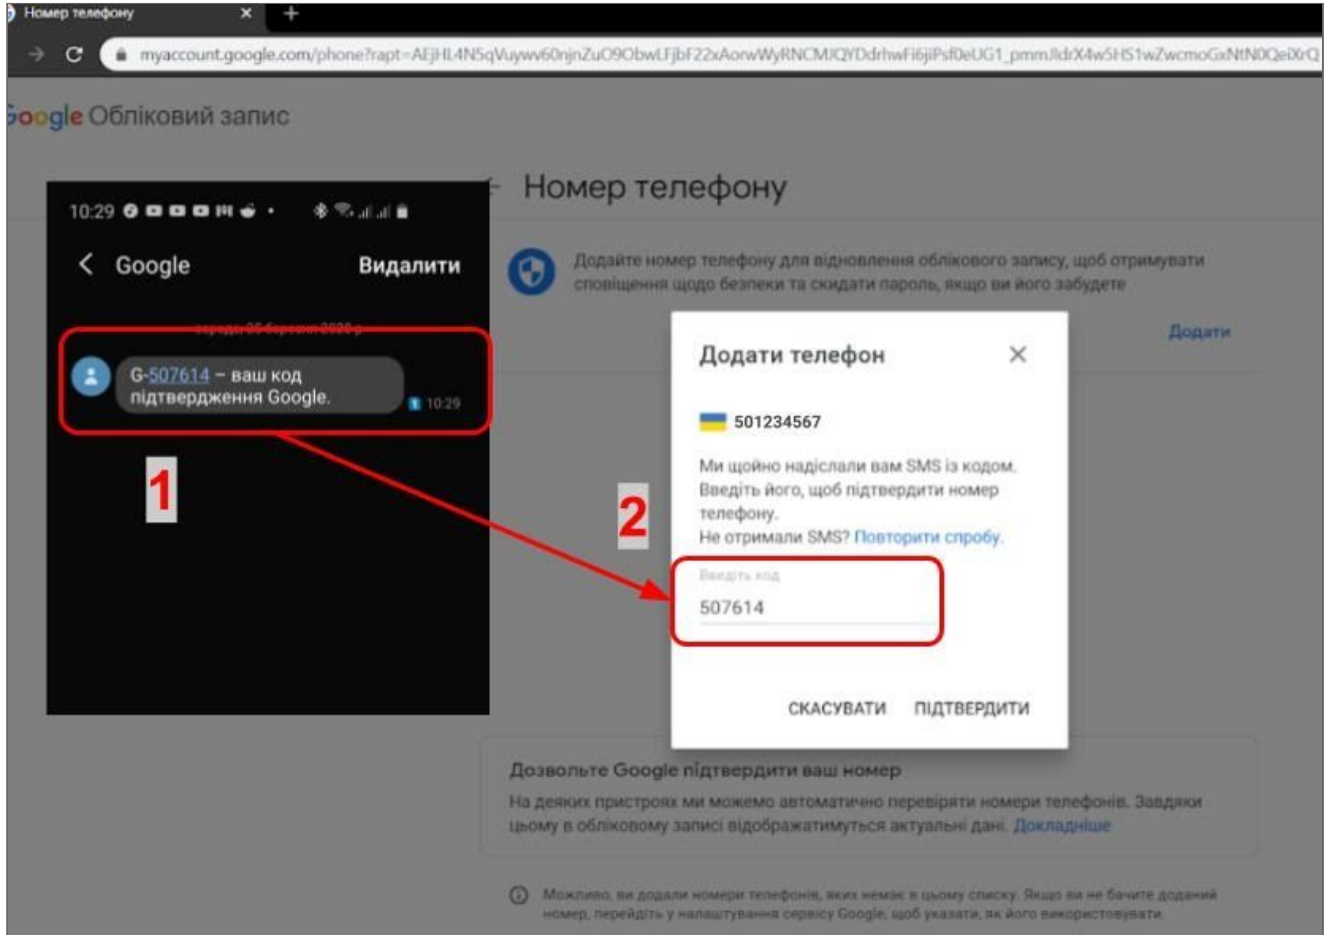 Номер телефону
myaccount.google.com/phone?rapt=
Google Обліковий запис
Номер телефону
Додайте номер телефону для відновлення облікового запису, щоб отримувати
сповіщення щодо безпеки та скидати пароль, якщо ви його забудете
Додати
10:29
Google Видалити
середа, 25 березня 2020 р.
G-507614 – ваш код
підтвердження Google.
1 10:29
1
2
Додати телефон
501234567
Ми щойно надіслали вам SMS із кодом.
Введіть його, щоб підтвердити номер
телефону.
Не отримали SMS? Повторити спробу.
Введіть код
507614
СКАСУВАТИ ПІДТВЕРДИТИ
Дозвольте Google підтвердити ваш номер
На деяких пристроях ми можемо автоматично перевіряти номери телефонів. Завдяки
цьому в обліковому записі відображатимуться актуальні дані. Докладніше
Можливо, ви додали номери телефонів, яких немає в цьому списку. Якщо ви не бачите доданий
номер, перейдіть у налаштування сервісу Google, щоб указати, як його використовувати.